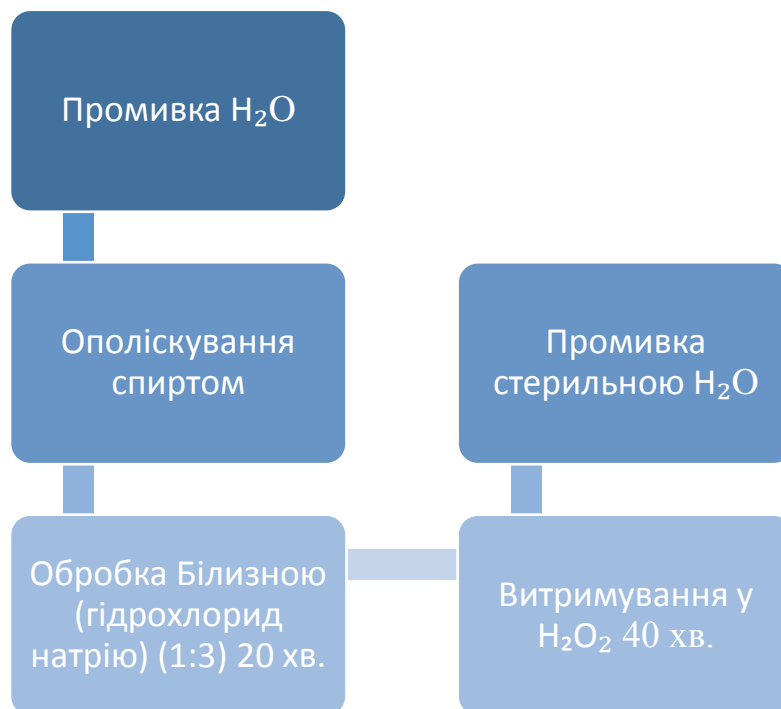 Промивка H₂O
Ополіскування
спиртом
Обробка Білизною
(гідрохлорид
натрію) (1:3) 20 хв.
Витримування у
H₂O₂ 40 хв.
Промивка
стерильною H₂O